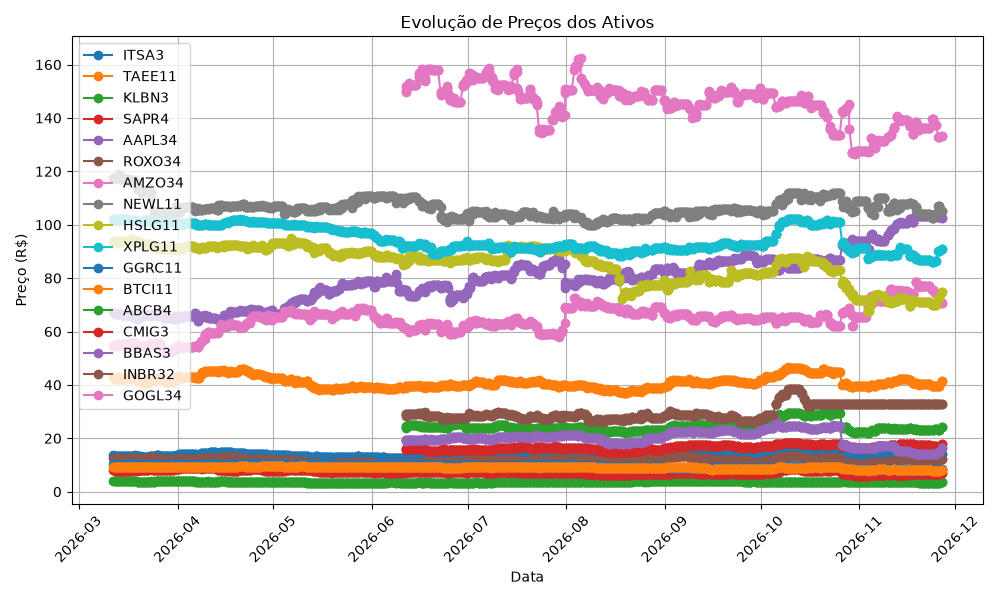 Evolução de Preços dos Ativos
ITSA3
TAEE11
KLBN3
SAPR4
AAPL34
ROXO34
AMZO34
NEWL11
HSLG11
XPLG11
GGRC11
BTCI11
ABCB4
CMIG3
BBAS3
INBR32
GOGL34
Preço (R$)
160
140
120
100
80
60
40
20
0
2026-03
2026-04
2026-05
2026-06
2026-07
2026-08
2026-09
2026-10
2026-11
2026-12
Data